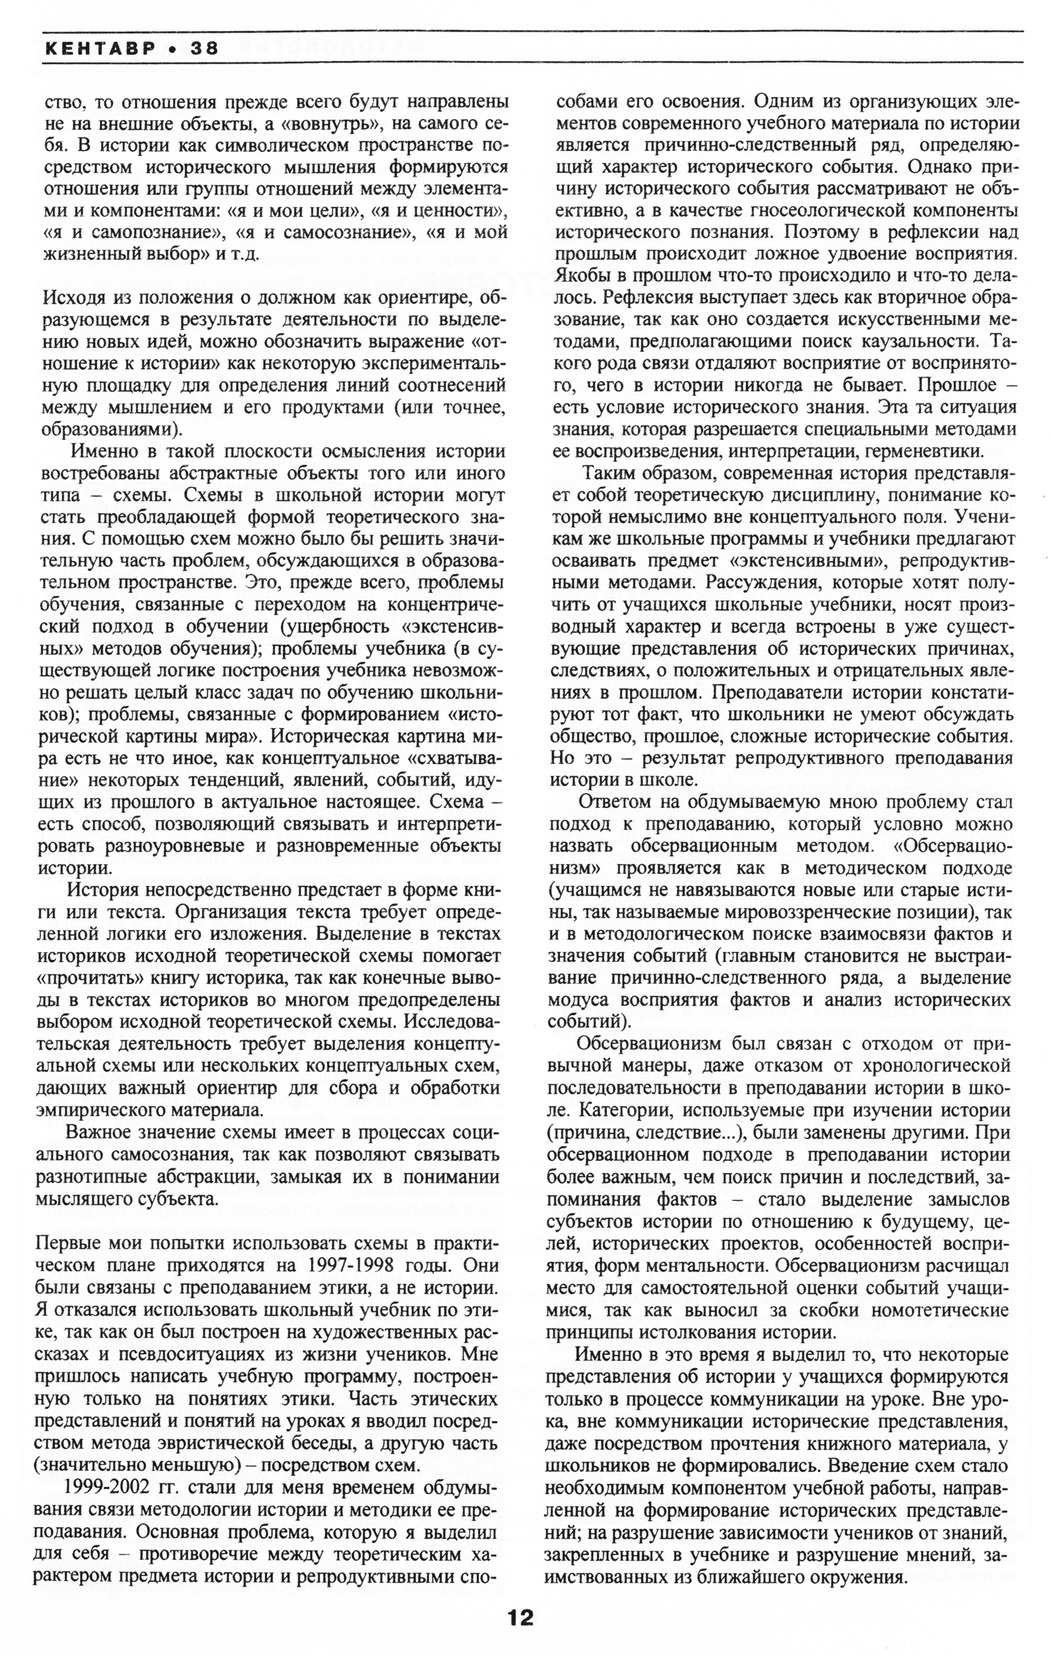 КЕНТАВР • 38
ство, то отношения прежде всего будут направлены
не на внешние объекты, а «вовнутрь», на самого се-
бя. В истории как символическом пространстве по-
средством исторического мышления формируются
отношения или группы отношений между элемента-
ми и компонентами: «я и мои цели», «я и ценности»,
«я и самопознание», «я и самосознание», «я и мой
жизненный выбор» и т.д.
Исходя из положения о должном как ориентире, об-
разующемся в результате деятельности по выделе-
нию новых идей, можно обозначить выражение «от-
ношение к истории» как некоторую эксперименталь-
ную площадку для определения линий соотнесений
между мышлением и его продуктами (или точнее,
образованиями).
Именно в такой плоскости осмысления истории
востребованы абстрактные объекты того или иного
типа – схемы. Схемы в школьной истории могут
стать преобладающей формой теоретического зна-
ния. С помощью схем можно было бы решить значи-
тельную часть проблем, обсуждающихся в образова-
тельном пространстве. Это, прежде всего, проблемы
обучения, связанные с переходом на концентриче-
ский подход в обучении (ущербность «экстенсив-
ных» методов обучения); проблемы учебника (в су-
ществующей логике построения учебника невозмож-
но решать целый класс задач по обучению школьни-
ков); проблемы, связанные с формированием «исто-
рической картины мира». Историческая картина ми-
ра есть не что иное, как концептуальное «схватыва-
ние» некоторых тенденций, явлений, событий, иду-
щих из прошлого в актуальное настоящее. Схема –
есть способ, позволяющий связывать и интерпрети-
ровать разноуровневые и разновременные объекты
истории.
История непосредственно предстает в форме кни-
ги или текста. Организация текста требует опреде-
ленной логики его изложения. Выделение в текстах
историков исходной теоретической схемы помогает
«прочитать» книгу историка, так как конечные выво-
ды в текстах историков во многом предопределены
выбором исходной теоретической схемы. Исследова-
тельская деятельность требует выделения концепту-
альной схемы или нескольких концептуальных схем,
дающих важный ориентир для сбора и обработки
эмпирического материала.
Важное значение схемы имеет в процессах соци-
ального самосознания, так как позволяют связывать
разнотипные абстракции, замыкая их в понимании
мыслящего субъекта.
Первые мои попытки использовать схемы в практи-
ческом плане приходятся на 1997-1998 годы. Они
были связаны с преподаванием этики, а не истории.
Я отказался использовать школьный учебник по эти-
ке, так как он был построен на художественных рас-
сказах и псевдоситуациях из жизни учеников. Мне
пришлось написать учебную программу, построен-
ную только на понятиях этики. Часть этических
представлений и понятий на уроках я вводил посред-
ством метода эвристической беседы, а другую часть
(значительно меньшую) – посредством схем.
1999-2002 гг. стали для меня временем обдумы-
вания связи методологии истории и методики ее пре-
подавания. Основная проблема, которую я выделил
для себя – противоречие между теоретическим ха-
рактером предмета истории и репродуктивными спо-
собами его освоения. Одним из организующих эле-
ментов современного учебного материала по истории
является причинно-следственный ряд, определяю-
щий характер исторического события. Однако при-
чину исторического события рассматривают не объ-
ективно, а в качестве гносеологической компоненты
исторического познания. Поэтому в рефлексии над
прошлым происходит ложное удвоение восприятия.
Якобы в прошлом что-то происходило и что-то дела-
лось. Рефлексия выступает здесь как вторичное обра-
зование, так как оно создается искусственными ме-
тодами, предполагающими поиск каузальности. Та-
кого рода связи отдаляют восприятие от воспринято-
го, чего в истории никогда не бывает. Прошлое –
есть условие исторического знания. Эта та ситуация
знания, которая разрешается специальными методами
ее воспроизведения, интерпретации, герменевтики.
Таким образом, современная история представля-
ет собой теоретическую дисциплину, понимание ко-
торой немыслимо вне концептуального поля. Учени-
кам же школьные программы и учебники предлагают
осваивать предмет «экстенсивными», репродуктив-
ными методами. Рассуждения, которые хотят полу-
чить от учащихся школьные учебники, носят произ-
водный характер и всегда встроены в уже сущест-
вующие представления об исторических причинах,
следствиях, о положительных и отрицательных явле-
ниях в прошлом. Преподаватели истории констати-
руют тот факт, что школьники не умеют обсуждать
общество, прошлое, сложные исторические события.
Но это – результат репродуктивного преподавания
истории в школе.
Ответом на обдумываемую мною проблему стал
подход к преподаванию, который условно можно
назвать обсервационным методом. «Обсервацио-
низм» проявляется как в методическом подходе
(учащимся не навязываются новые или старые исти-
ны, так называемые мировоззренческие позиции), так
и в методологическом поиске взаимосвязи фактов и
значения событий (главным становится не выстраи-
вание причинно-следственного ряда, а выделение
модуса восприятия фактов и анализ исторических
событий).
Обсервационизм был связан с отходом от при-
вычной манеры, даже отказом от хронологической
последовательности в преподавании истории в шко-
ле. Категории, используемые при изучении истории
(причина, следствие...), были заменены другими. При
обсервационном подходе в преподавании истории
более важным, чем поиск причин и последствий, за-
поминания фактов – стало выделение замыслов
субъектов истории по отношению к будущему, це-
лей, исторических проектов, особенностей воспри-
ятия, форм ментальности. Обсервационизм расчищал
место для самостоятельной оценки событий учащи-
мися, так как выносил за скобки номотетические
принципы истолкования истории.
Именно в это время я выделил то, что некоторые
представления об истории у учащихся формируются
только в процессе коммуникации на уроке. Вне уро-
ка, вне коммуникации исторические представления,
даже посредством прочтения книжного материала, у
школьников не формировались. Введение схем стало
необходимым компонентом учебной работы, направ-
ленной на формирование исторических представле-
ний; на разрушение зависимости учеников от знаний,
закрепленных в учебнике и разрушение мнений, за-
имствованных из ближайшего окружения.
12